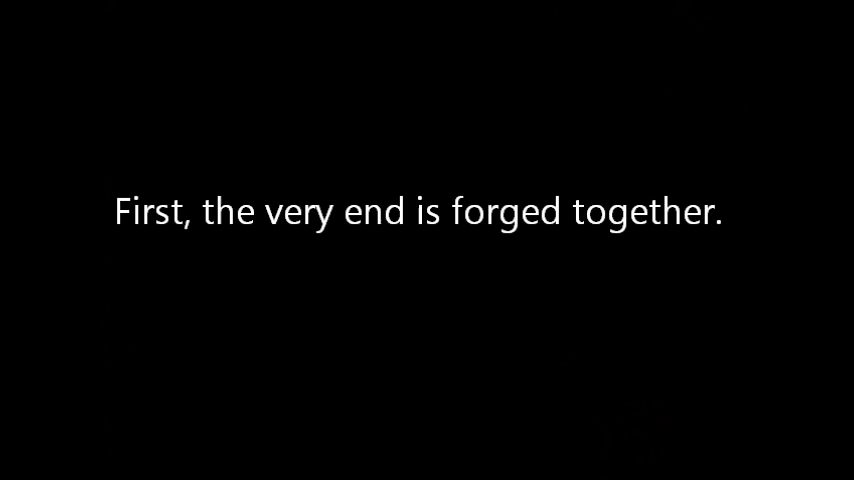 First, the very end is forged together.